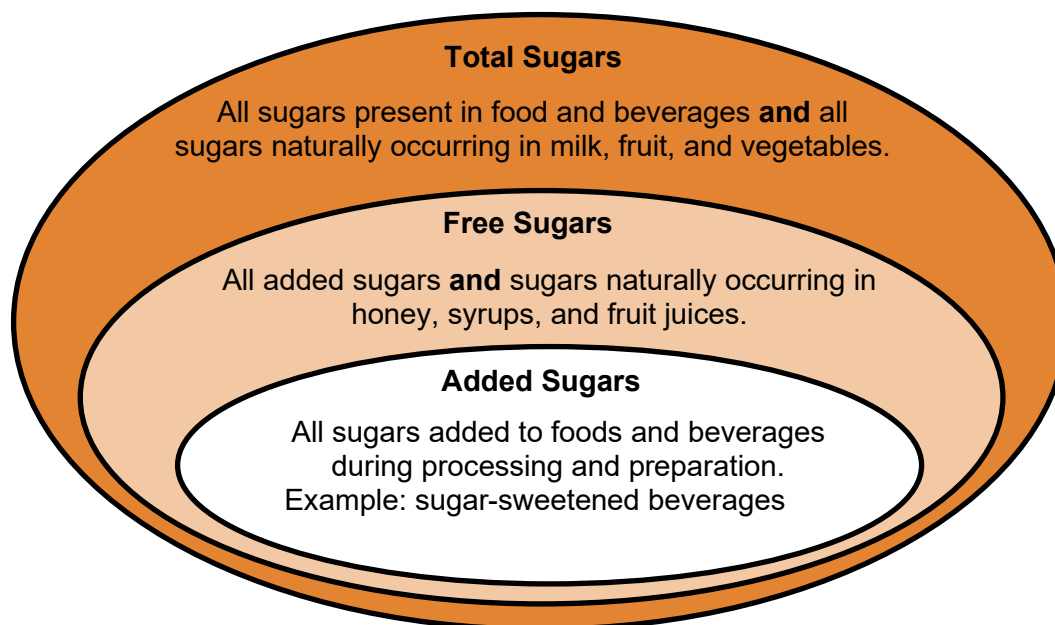 Total Sugars
All sugars present in food and beverages and all
sugars naturally occurring in milk, fruit, and vegetables.
Free Sugars
All added sugars and sugars naturally occurring in
honey, syrups, and fruit juices.
Added Sugars
All sugars added to foods and beverages
during processing and preparation.
Example: sugar-sweetened beverages